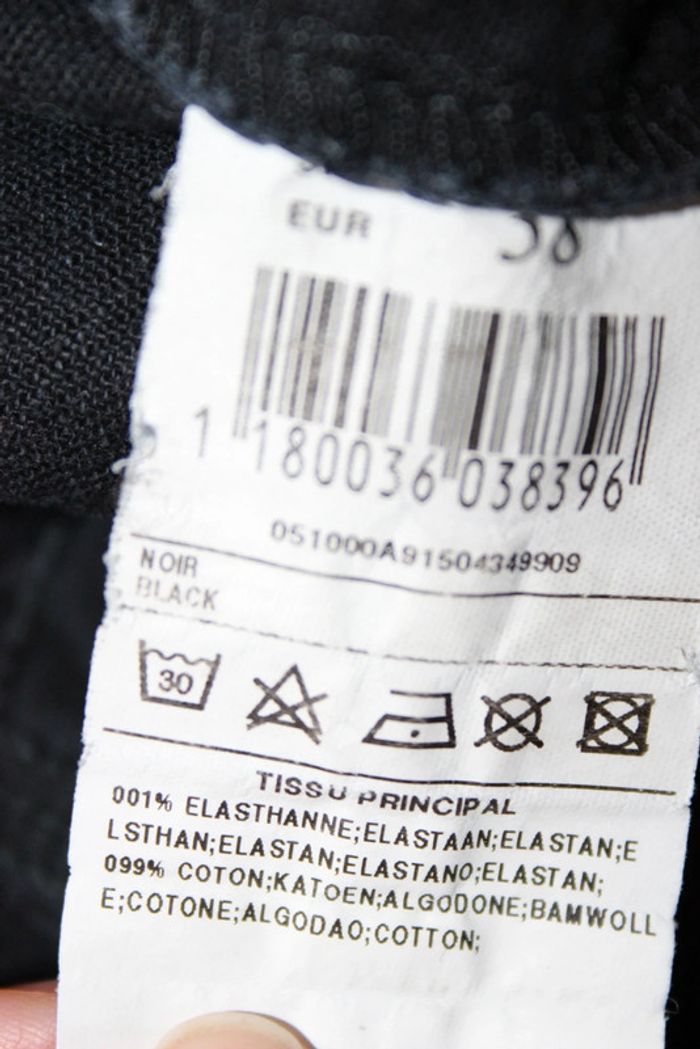 EUR 38
1 180036 038396
051000A91504349909
NOIR
BLACK
30
TISSU PRINCIPAL
001% ELASTHANNE;ELASTAAN;ELASTAN;E
LSTHAN;ELASTAN;ELASTANO;ELASTAN;
099% COTON;KATOEN;ALGODONE;BAMWOLL
E;COTONE;ALGODAO;COTTON;